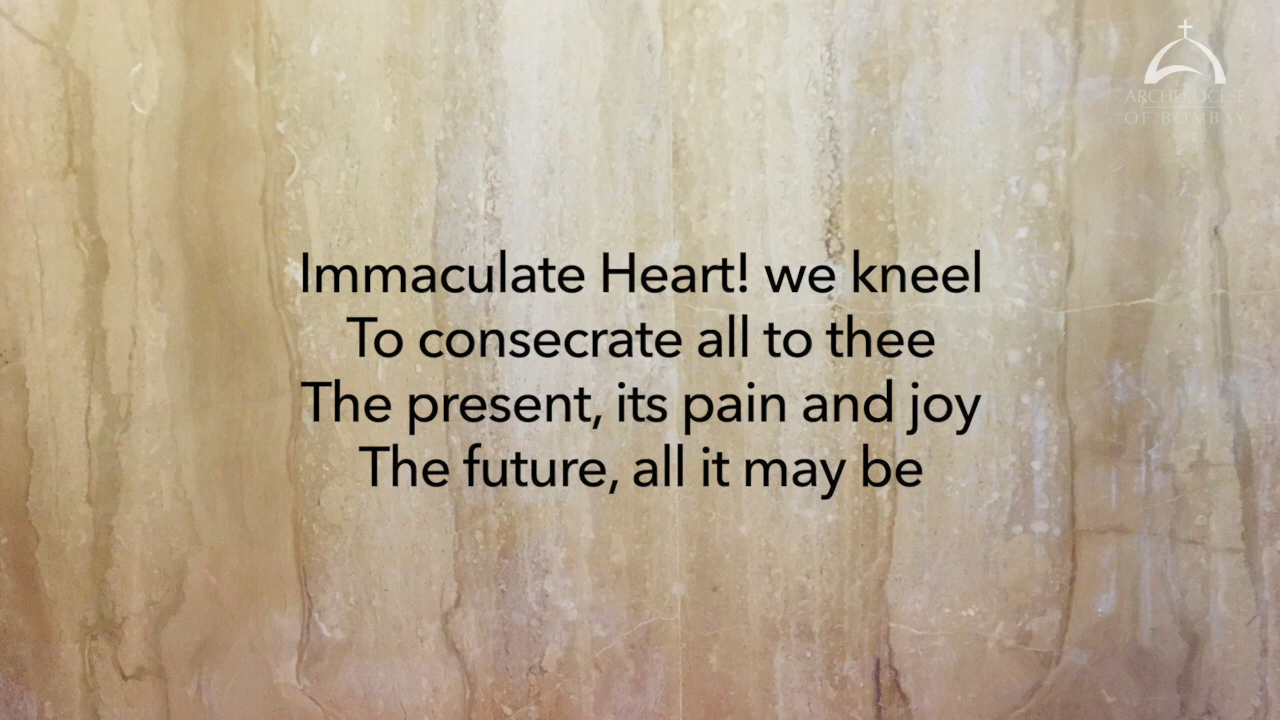 ARCHDIOCESE
OF BOMBAY
Immaculate Heart! we kneel
To consecrate all to thee
The present, its pain and joy
The future, all it may be